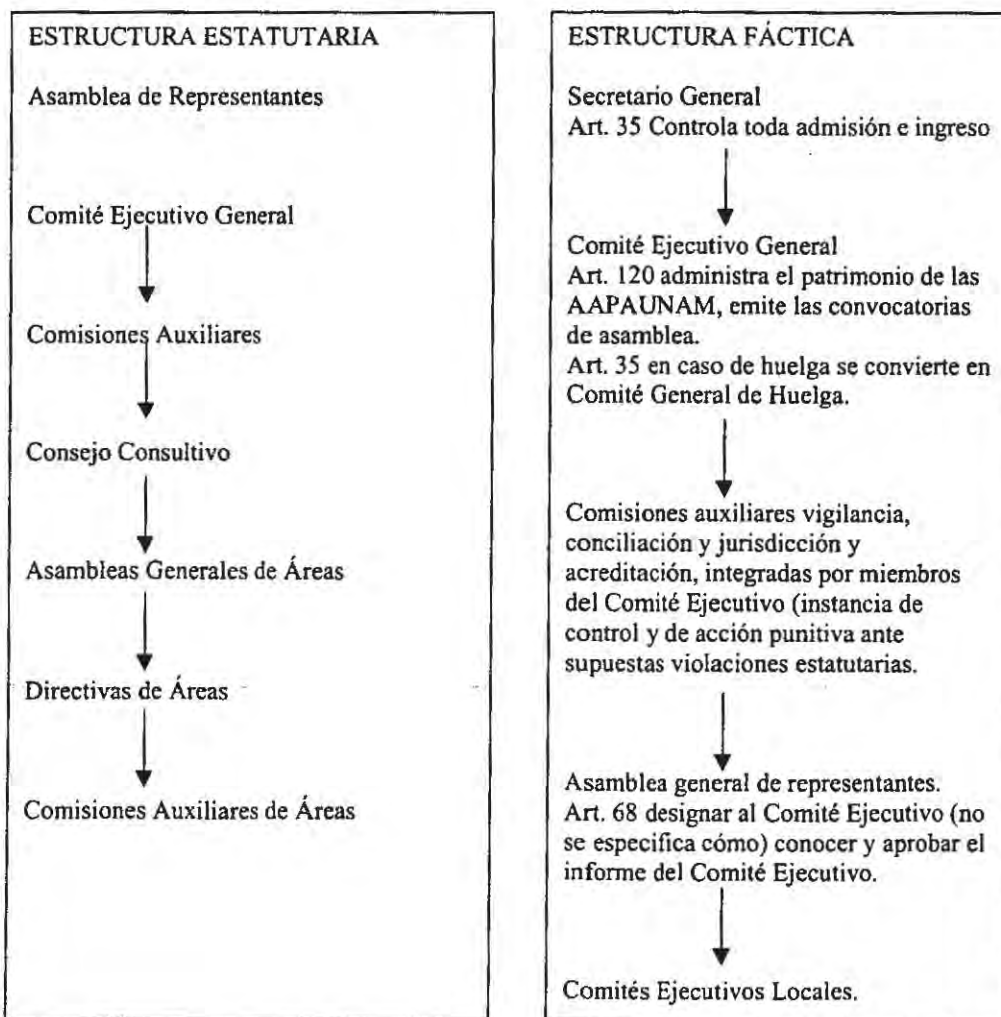 ESTRUCTURA ESTATUTARIA
Asamblea de Representantes
Comité Ejecutivo General
Comisiones Auxiliares
Consejo Consultivo
Asambleas Generales de Áreas
Directivas de Áreas
Comisiones Auxiliares de Áreas
ESTRUCTURA FÁCTICA
Secretario General
Art. 35 Controla toda admisión e ingreso
Comité Ejecutivo General
Art. 120 administra el patrimonio de las
AAPAUNAM, emite las convocatorias
de asamblea.
Art. 35 en caso de huelga se convierte en
Comité General de Huelga.
Comisiones auxiliares vigilancia,
conciliación y jurisdicción y
acreditación, integradas por miembros
del Comité Ejecutivo (instancia de
control y de acción punitiva ante
supuestas violaciones estatutarias.
Asamblea general de representantes.
Art. 68 designar al Comité Ejecutivo (no
se especifica cómo) conocer y aprobar el
informe del Comité Ejecutivo.
Comités Ejecutivos Locales.